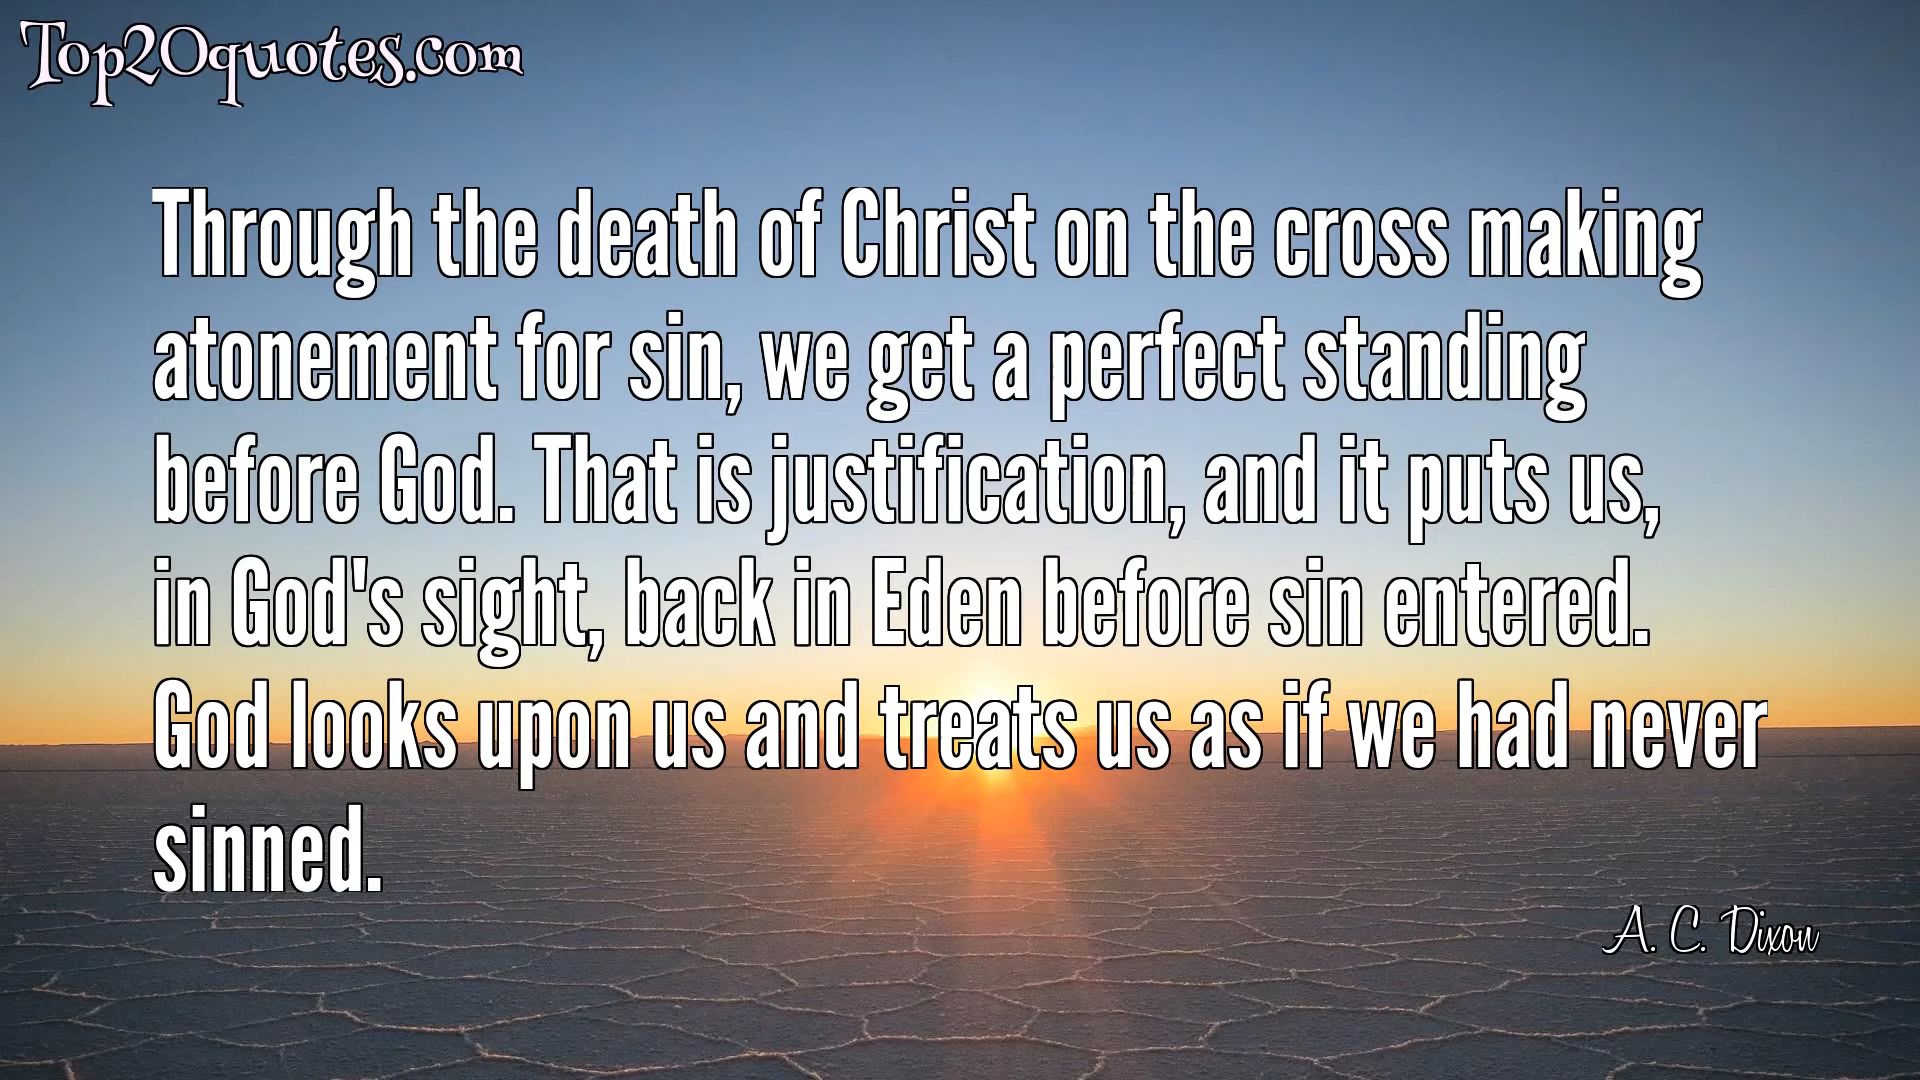 Top20quotes.com
Through the death of Christ on the cross making
atonement for sin, we get a perfect standing
before God. That is justification, and it puts us,
in God's sight, back in Eden before sin entered.
God looks upon us and treats us as if we had never
sinned.
A. C. Dixon